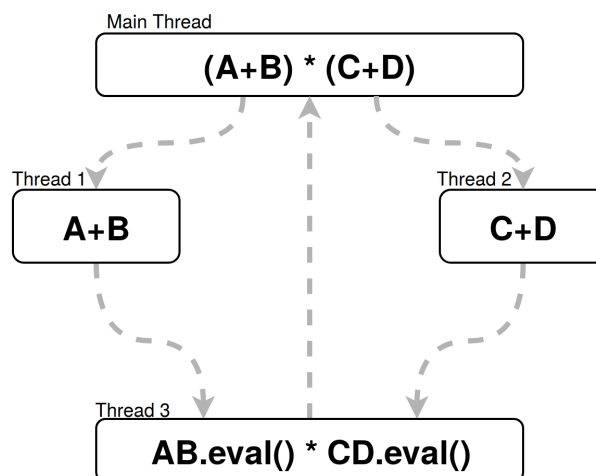 Main Thread
(A+B) * (C+D)
Thread 1
Thread 2
A+B
C+D
Thread 3
AB.eval() * CD.eval()